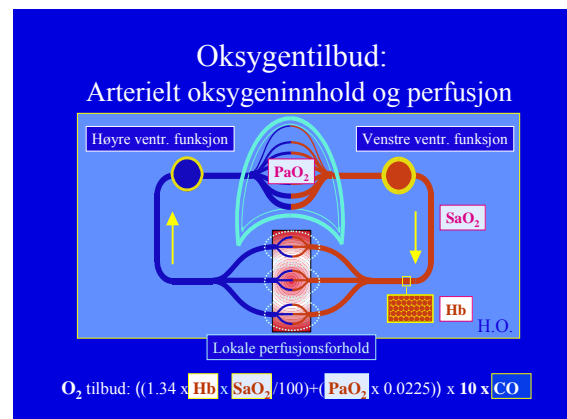 Oksygentilbud:
Arterielt oksygeninnhold og perfusjon
Høyre ventr. funksjon
Venstre ventr. funksjon
PaO₂
SaO₂
Hb
H.O.
Lokale perfusjonsforhold
O₂ tilbud: ((1.34 x Hb x SaO₂/100)+(PaO₂ x 0.0225)) x 10 x CO